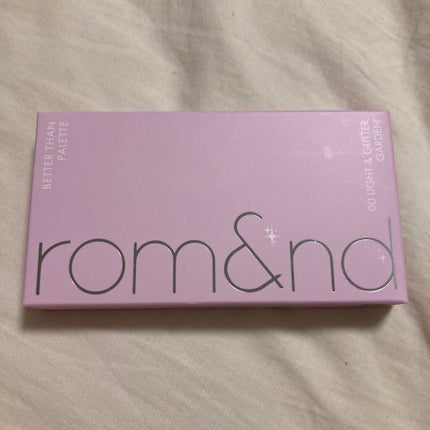 BETTER THAN
PALETTE
00 LIGHT & GLITTER
GARDEN
rom&nd